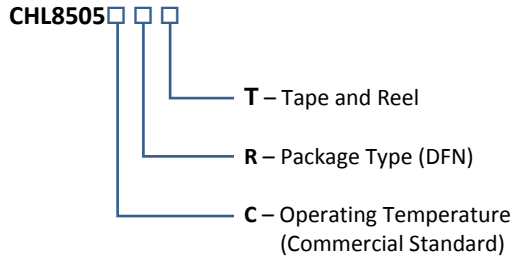 CHL8505
T – Tape and Reel
R – Package Type (DFN)
C – Operating Temperature
(Commercial Standard)